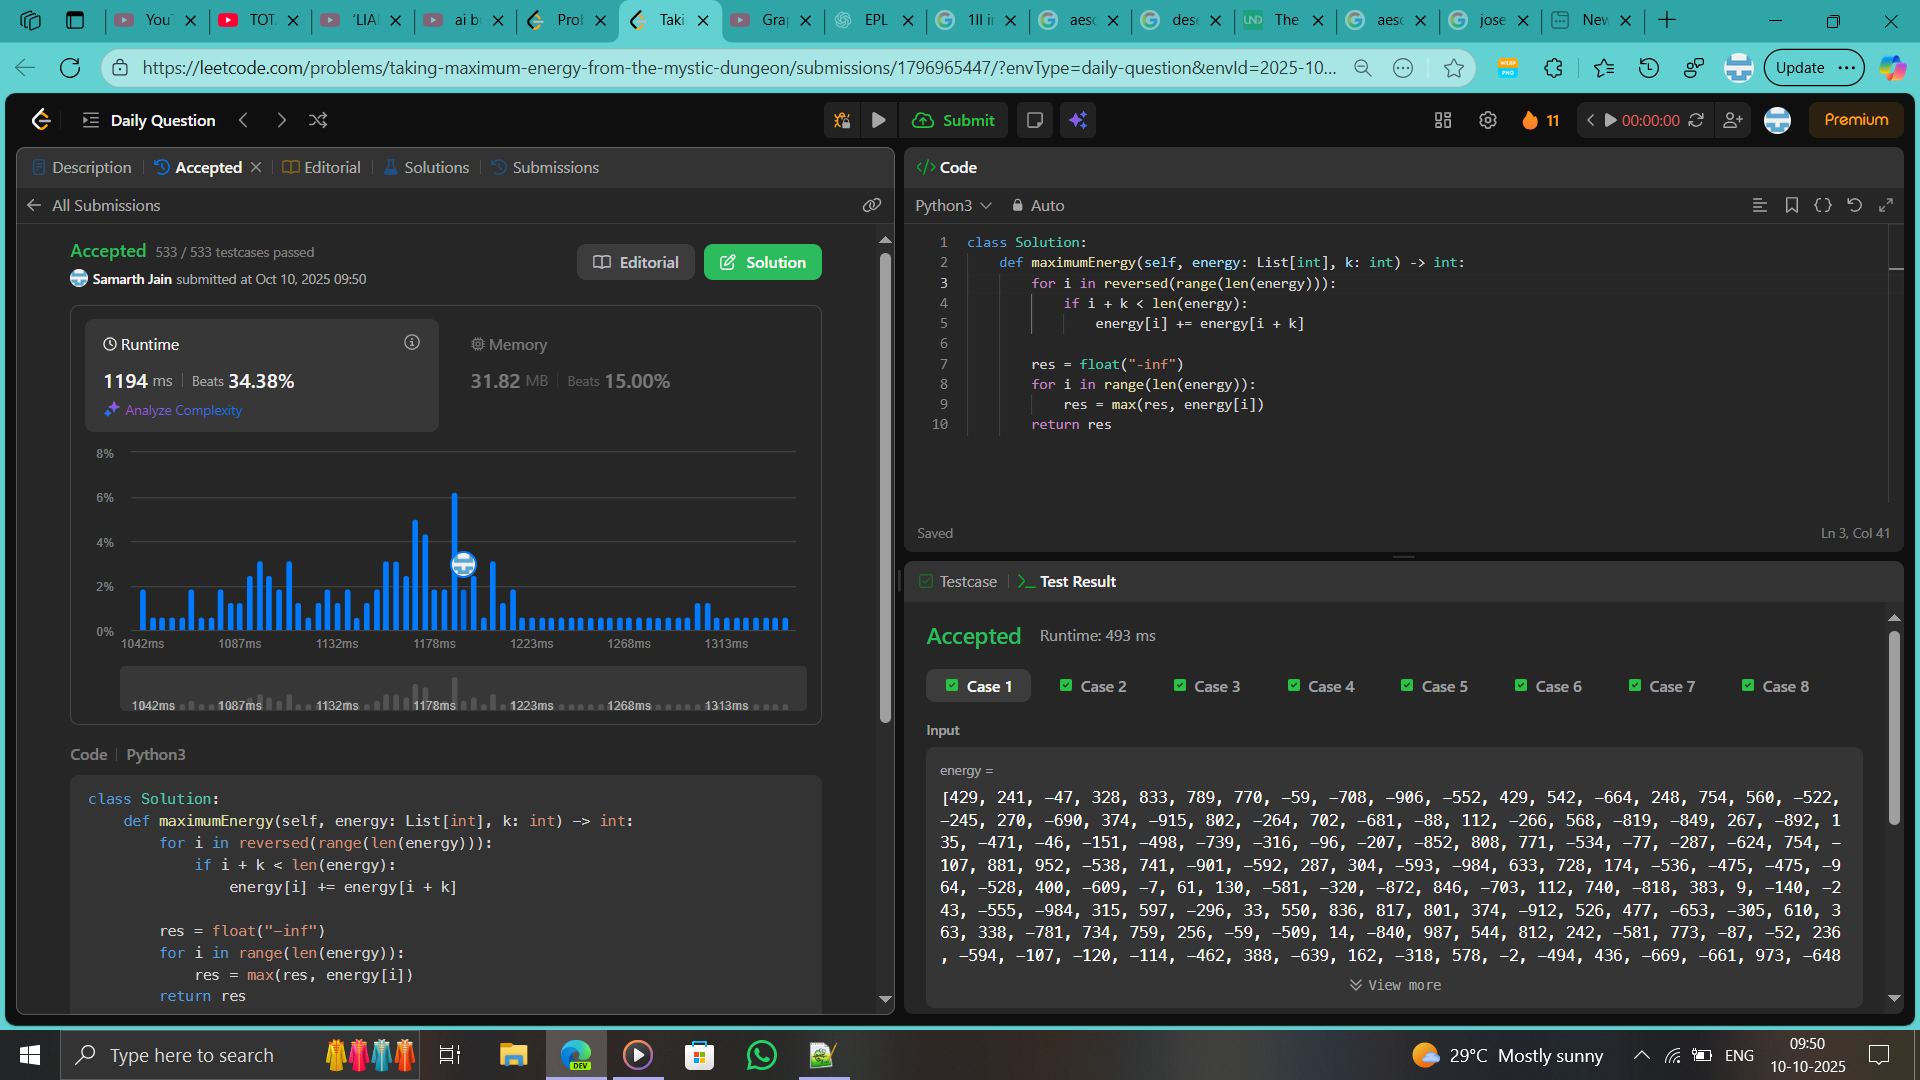 You
TOT
'LIA
ai b
Prol
Taki
Gra
EPL
1ll i
aes
dese
The
aesc
jose
New
https://leetcode.com/problems/taking-maximum-energy-from-the-mystic-dungeon/submissions/1796965447/?envType=daily-question&envId=2025-10...
Update
Daily Question
Submit
11
00:00:00
Premium
Description
Accepted
Editorial
Solutions
Submissions
All Submissions
Accepted 533 / 533 testcases passed
Samarth Jain submitted at Oct 10, 2025 09:50
Editorial
Solution
Runtime
1194 ms Beats 34.38%
Analyze Complexity
Memory
31.82 MB Beats 15.00%
8%
6%
4%
2%
0%
1042ms 1087ms 1132ms 1178ms 1223ms 1268ms 1313ms
1042ms 1087ms 1132ms 1178ms 1223ms 1268ms 1313ms
Code Python3
class Solution:
def maximumEnergy(self, energy: List[int], k: int) -> int:
for i in reversed(range(len(energy))):
if i + k < len(energy):
energy[i] += energy[i + k]
res = float("-inf")
for i in range(len(energy)):
res = max(res, energy[i])
return res
</> Code
Python3 Auto
1 class Solution:
2 def maximumEnergy(self, energy: List[int], k: int) -> int:
3 for i in reversed(range(len(energy))):
4 if i + k < len(energy):
5 energy[i] += energy[i + k]
6
7 res = float("-inf")
8 for i in range(len(energy)):
9 res = max(res, energy[i])
10 return res
Saved
Ln 3, Col 41
Testcase
Test Result
Accepted Runtime: 493 ms
Case 1 Case 2 Case 3 Case 4 Case 5 Case 6 Case 7 Case 8
Input
energy =
[429, 241, -47, 328, 833, 789, 770, -59, -708, -906, -552, 429, 542, -664, 248, 754, 560, -522,
-245, 270, -690, 374, -915, 802, -264, 702, -681, -88, 112, -266, 568, -819, -849, 267, -892, 1
35, -471, -46, -151, -498, -739, -316, -96, -207, -852, 808, 771, -534, -77, -287, -624, 754, -
107, 881, 952, -538, 741, -901, -592, 287, 304, -593, -984, 633, 728, 174, -536, -475, -475, -9
64, -528, 400, -609, -7, 61, 130, -581, -320, -872, 846, -703, 112, 740, -818, 383, 9, -140, -2
43, -555, -984, 315, 597, -296, 33, 550, 836, 817, 801, 374, -912, 526, 477, -653, -305, 610, 3
63, 338, -781, 734, 759, 256, -59, -509, 14, -840, 987, 544, 812, 242, -581, 773, -87, -52, 236
, -594, -107, -120, -114, -462, 388, -639, 162, -318, 578, -2, -494, 436, -669, -661, 973, -648
View more
Type here to search
DEV
29°C Mostly sunny
ENG
09:50
10-10-2025